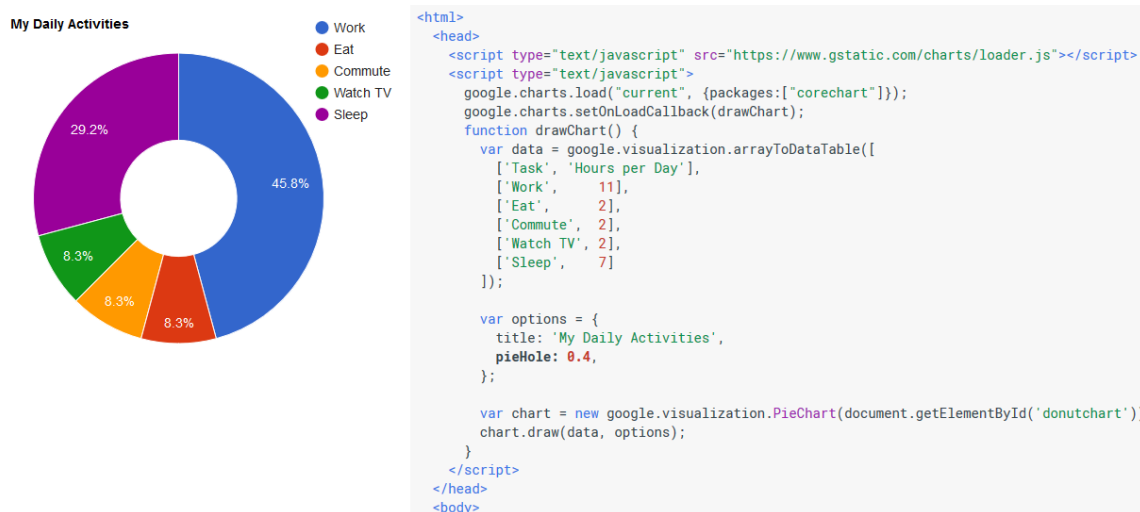 My Daily Activities
Work
Eat
Commute
Watch TV
Sleep
29.2%
45.8%
8.3%
8.3%
8.3%
<html>
  <head>
    <script type="text/javascript" src="https://www.gstatic.com/charts/loader.js"></script>
    <script type="text/javascript">
      google.charts.load("current", {packages:["corechart"]});
      google.charts.setOnLoadCallback(drawChart);
      function drawChart() {
        var data = google.visualization.arrayToDataTable([
          ['Task', 'Hours per Day'],
          ['Work',     11],
          ['Eat',      2],
          ['Commute',  2],
          ['Watch TV', 2],
          ['Sleep',    7]
        ]);

        var options = {
          title: 'My Daily Activities',
          pieHole: 0.4,
        };

        var chart = new google.visualization.PieChart(document.getElementById('donutchart'))
        chart.draw(data, options);
      }
    </script>
  </head>
  <body>